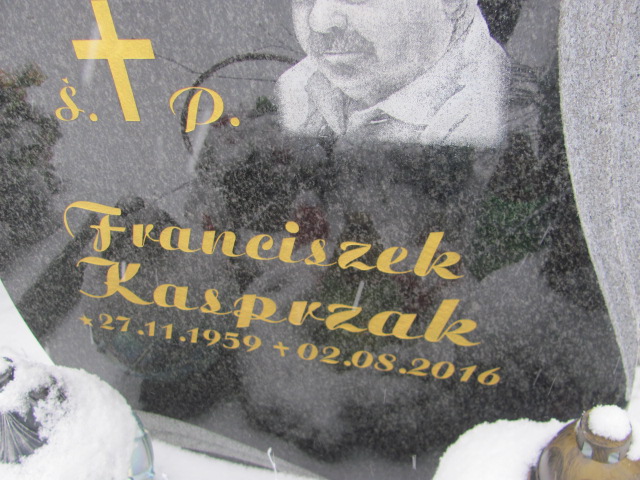 ś. P.
Franciszek
Kasprzak
* 27.11.1959 + 02.08.2016